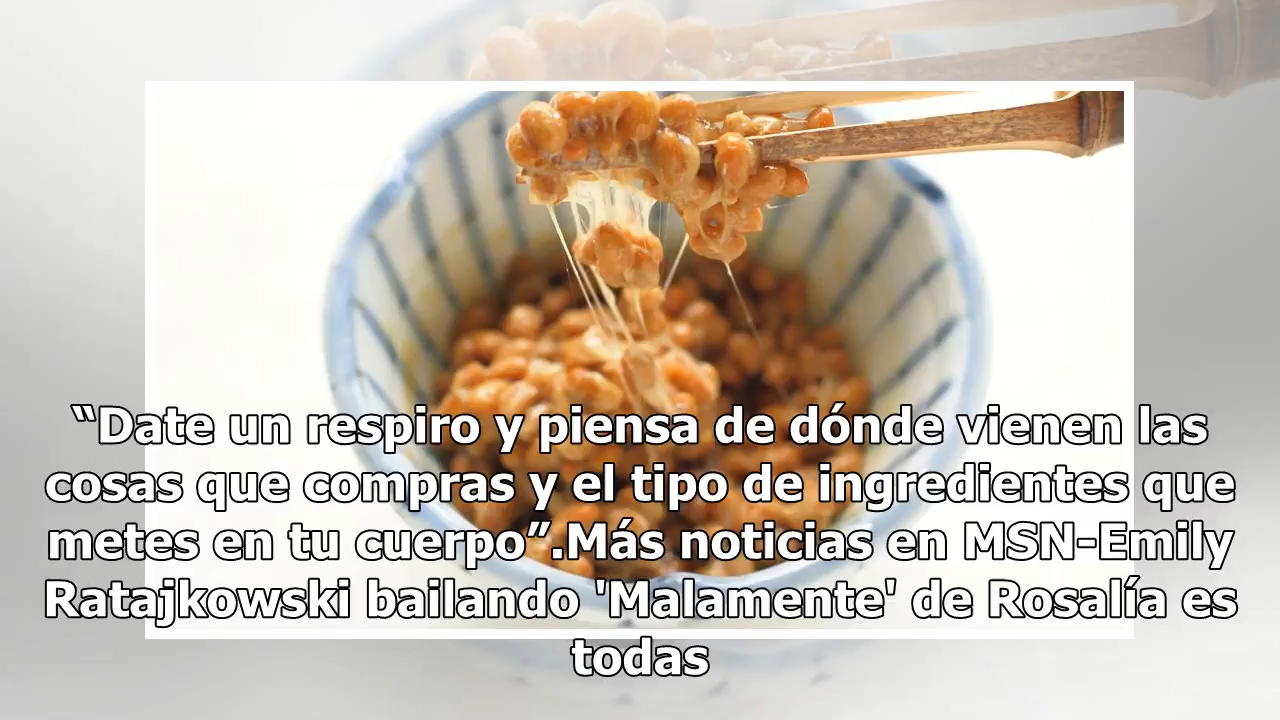 “Date un respiro y piensa de dónde vienen las
cosas que compras y el tipo de ingredientes que
metes en tu cuerpo”.Más noticias en MSN-Emily
Ratajkowski bailando 'Malamente' de Rosalía es
todas